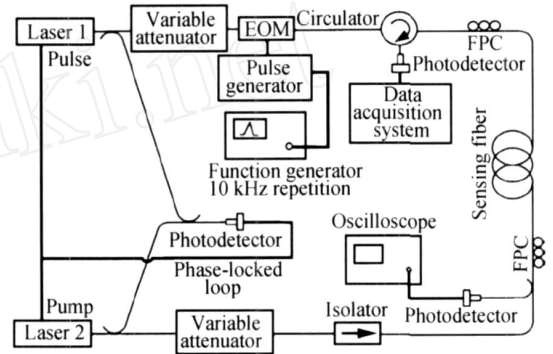 Laser 1
Pulse
Variable
attenuator
EOM
Circulator
FPC
Photodetector
Pulse
generator
Data
acquisition
system
Function generator
10 kHz repetition
Sensing fiber
Photodetector
Phase-locked
loop
Oscilloscope
FPC
Photodetector
Pump
Laser 2
Variable
attenuator
Isolator